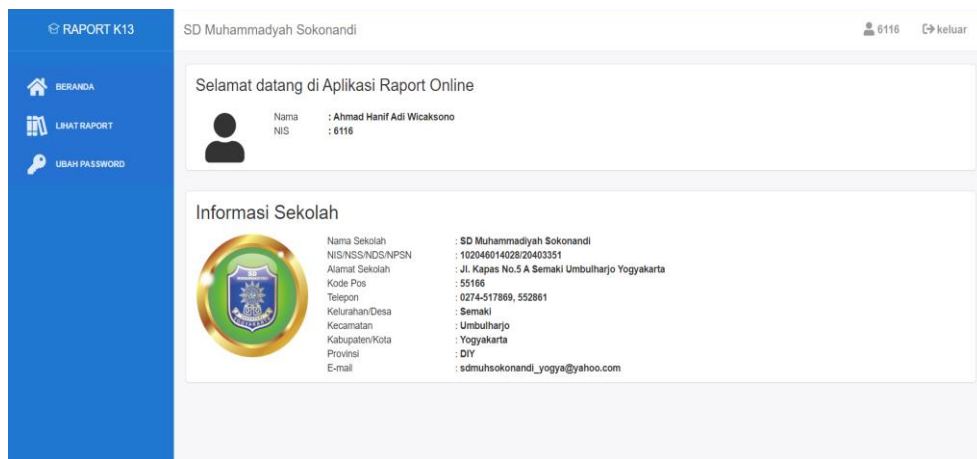 RAPORT K13
SD Muhammadyah Sokonandi
6116
keluar
BERANDA
LIHAT RAPORT
UBAH PASSWORD
Selamat datang di Aplikasi Raport Online
Nama : Ahmad Hanif Adi Wicaksono
NIS : 6116
Informasi Sekolah
SD
YOGYAKARTA
Nama Sekolah : SD Muhammadiyah Sokonandi
NIS/NSS/NDS/NPSN : 102046014028/20403351
Alamat Sekolah : Jl. Kapas No.5 A Semaki Umbulharjo Yogyakarta
Kode Pos : 55166
Telepon : 0274-517869, 552861
Kelurahan/Desa : Semaki
Kecamatan : Umbulharjo
Kabupaten/Kota : Yogyakarta
Provinsi : DIY
E-mail : sdmuhsokonandi_yogya@yahoo.com